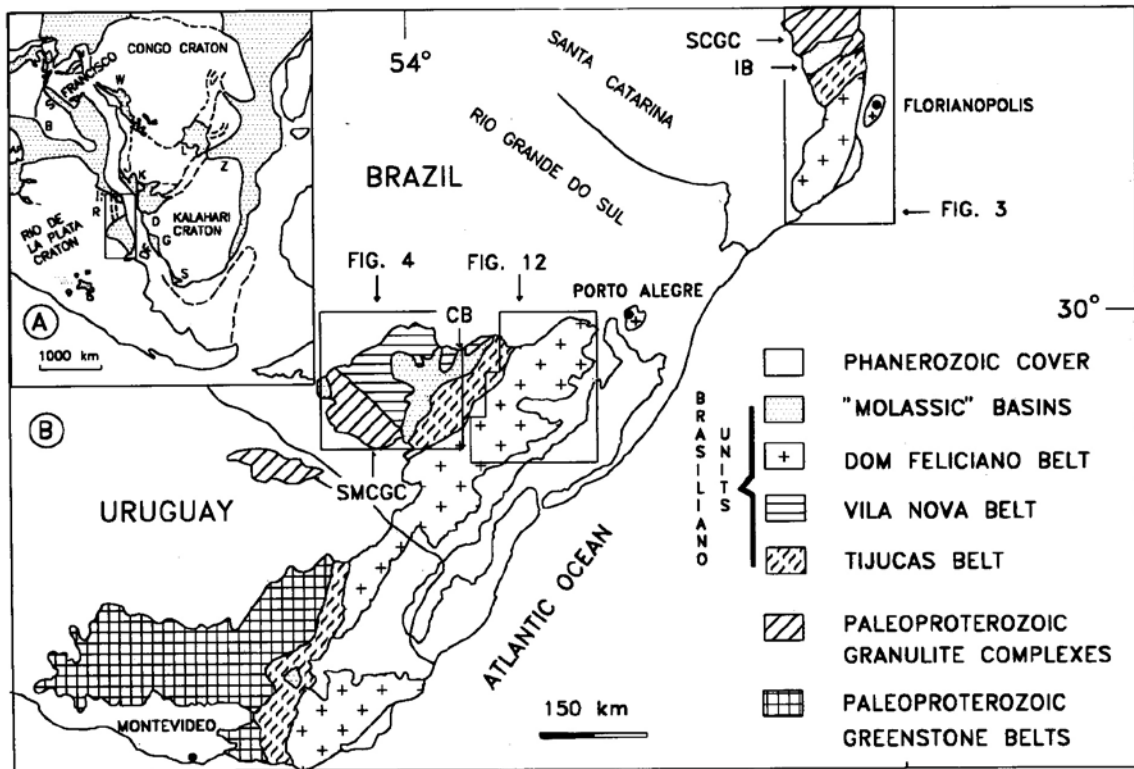 CONGO CRATON
FRANCISCO
W
S
B
L
K
Z
R
D
G
KALAHARI
CRATON
RIO DE
LA PLATA
CRATON
S
A
1000 km
54°
SANTA
CATARINA
RIO GRANDE
DO SUL
BRAZIL
SCGC
IB
FLORIANOPOLIS
FIG. 3
FIG. 4
FIG. 12
PORTO ALEGRE
CB
30°
B
URUGUAY
SMCGC
ATLANTIC OCEAN
MONTEVIDEO
150 km
BRASILIANO
UNITS
PHANEROZOIC COVER
"MOLASSIC" BASINS
DOM FELICIANO BELT
VILA NOVA BELT
TIJUCAS BELT
PALEOPROTEROZOIC
GRANULITE COMPLEXES
PALEOPROTEROZOIC
GREENSTONE BELTS